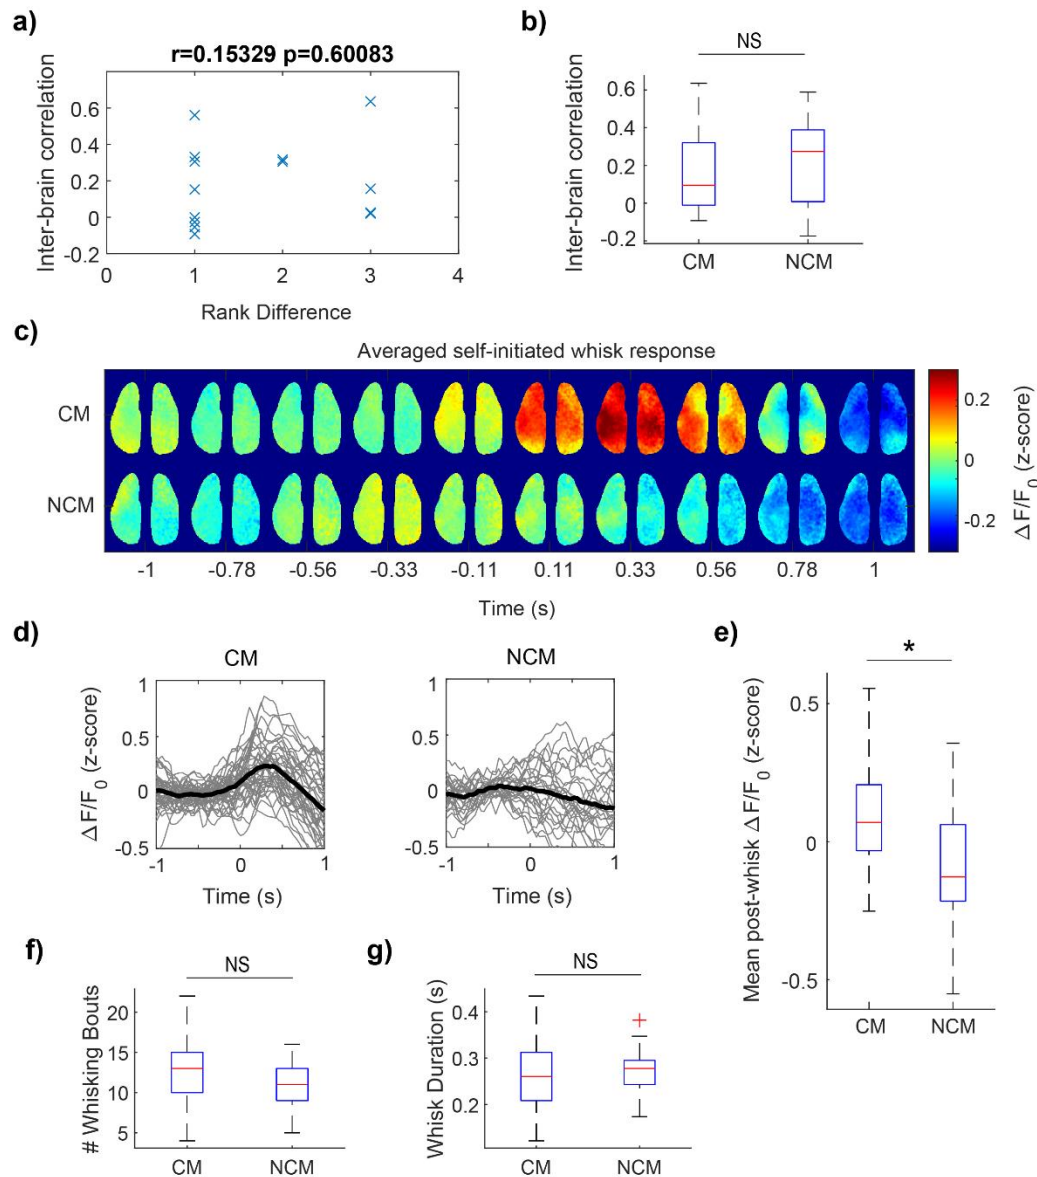 a)
r=0.15329 p=0.60083
Inter-brain correlation
0.6
0.4
0.2
0
-0.2
0 1 2 3 4
Rank Difference
b)
NS
Inter-brain correlation
0.6
0.4
0.2
0
-0.2
CM NCM
c)
Averaged self-initiated whisk response
CM
NCM
-1 -0.78 -0.56 -0.33 -0.11 0.11 0.33 0.56 0.78 1
Time (s)
0.2
0
-0.2
ΔF/F0 (z-score)
d)
CM
ΔF/F0 (z-score)
1
0.5
0
-0.5
-1 0 1
Time (s)
NCM
1
0.5
0
-0.5
-1 0 1
Time (s)
e)
*
Mean post-whisk ΔF/F0 (z-score)
0.5
0
-0.5
CM NCM
f)
NS
# Whisking Bouts
20
15
10
5
CM NCM
g)
NS
Whisk Duration (s)
0.4
0.3
0.2
CM NCM